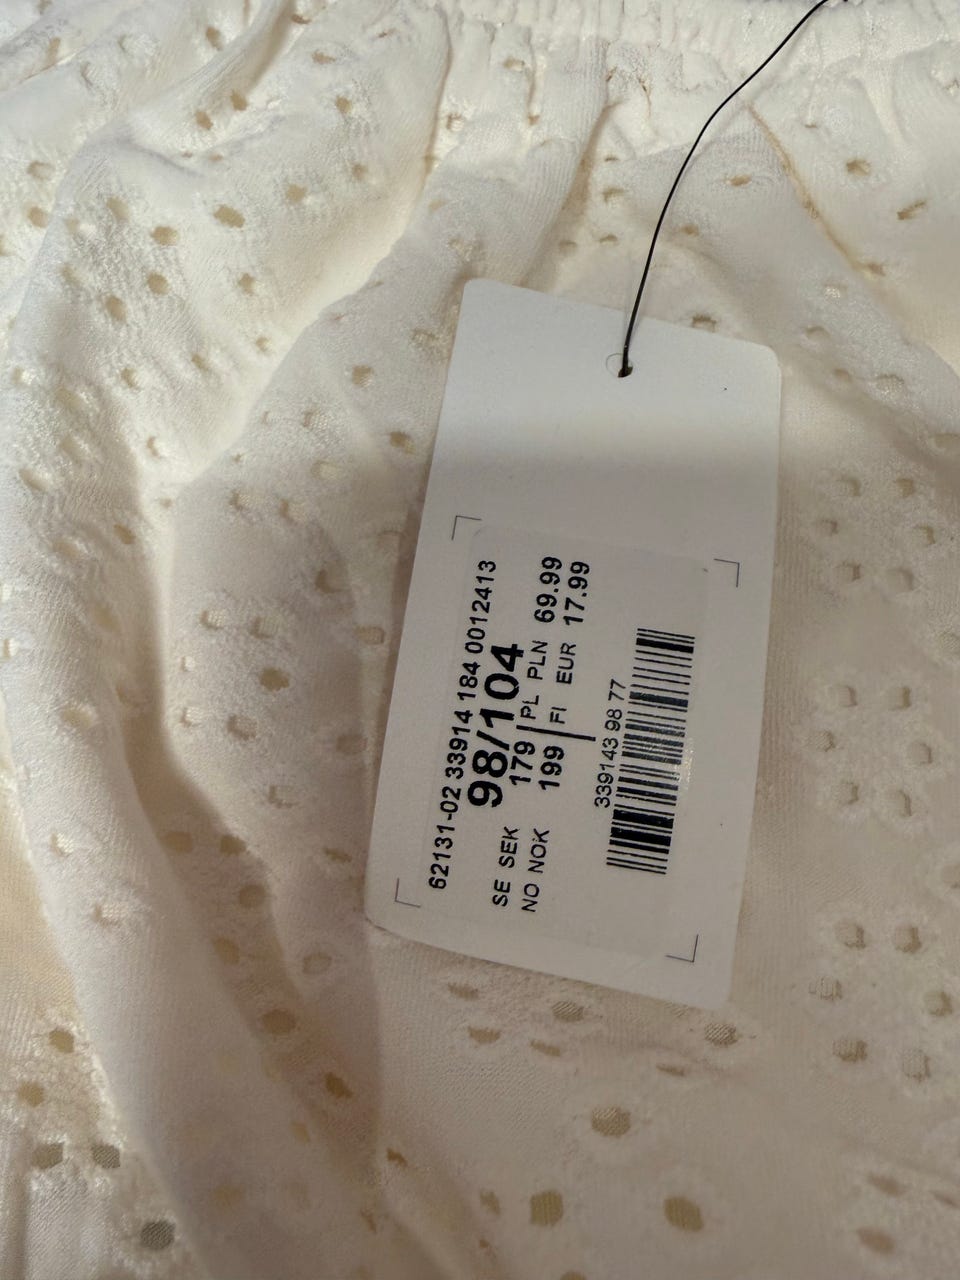 62131-02 33914 184 0012413
98/104
SE SEK 179 PL PLN 69.99
NO NOK 199 FI EUR 17.99
339143 98 77